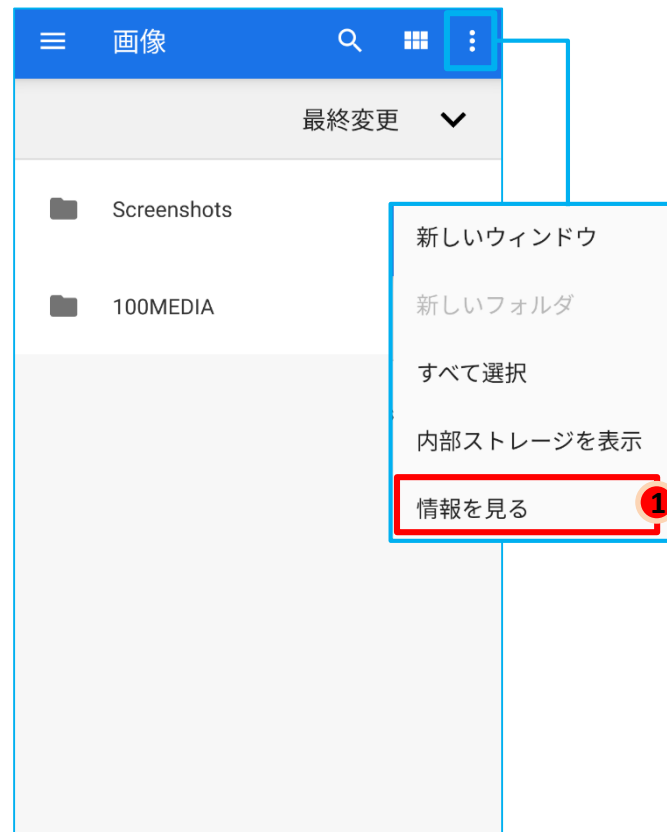 画像
最終変更
Screenshots
100MEDIA
新しいウィンドウ
新しいフォルダ
すべて選択
内部ストレージを表示
情報を見る
1